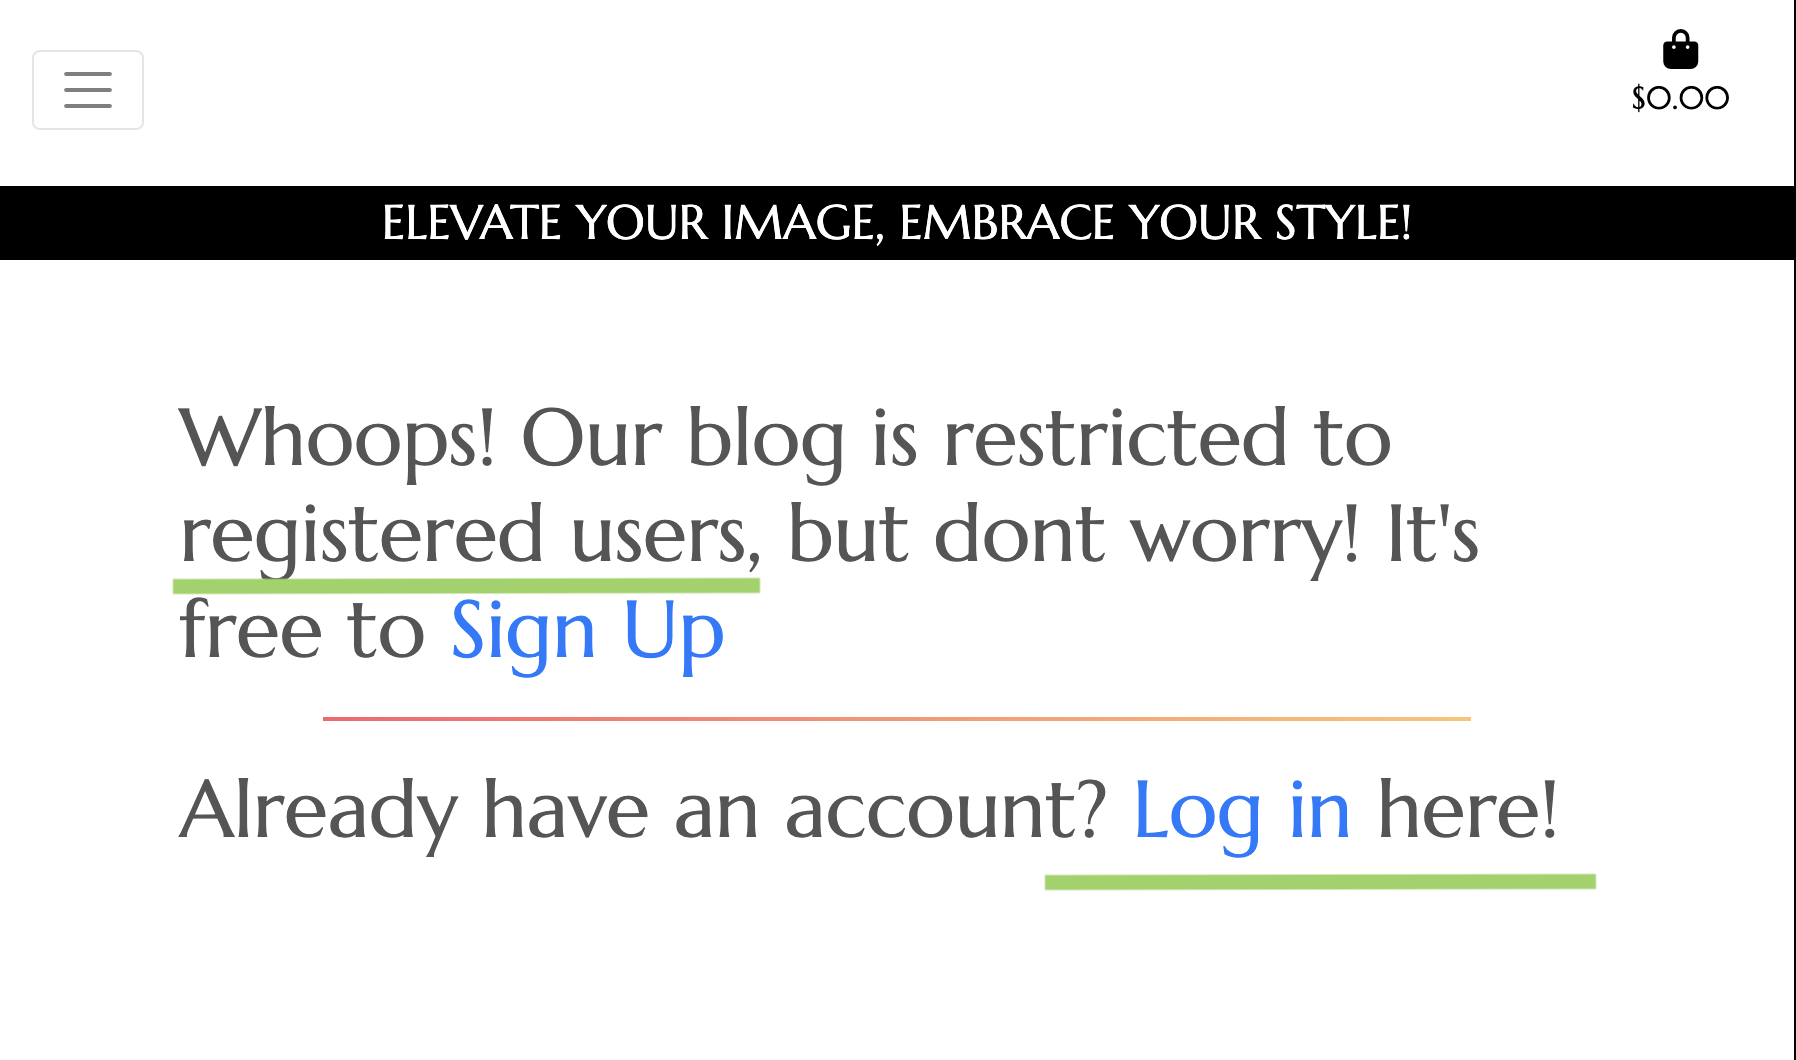 $0.00
ELEVATE YOUR IMAGE, EMBRACE YOUR STYLE!
Whoops! Our blog is restricted to
registered users, but dont worry! It's
free to Sign Up
Already have an account? Log in here!